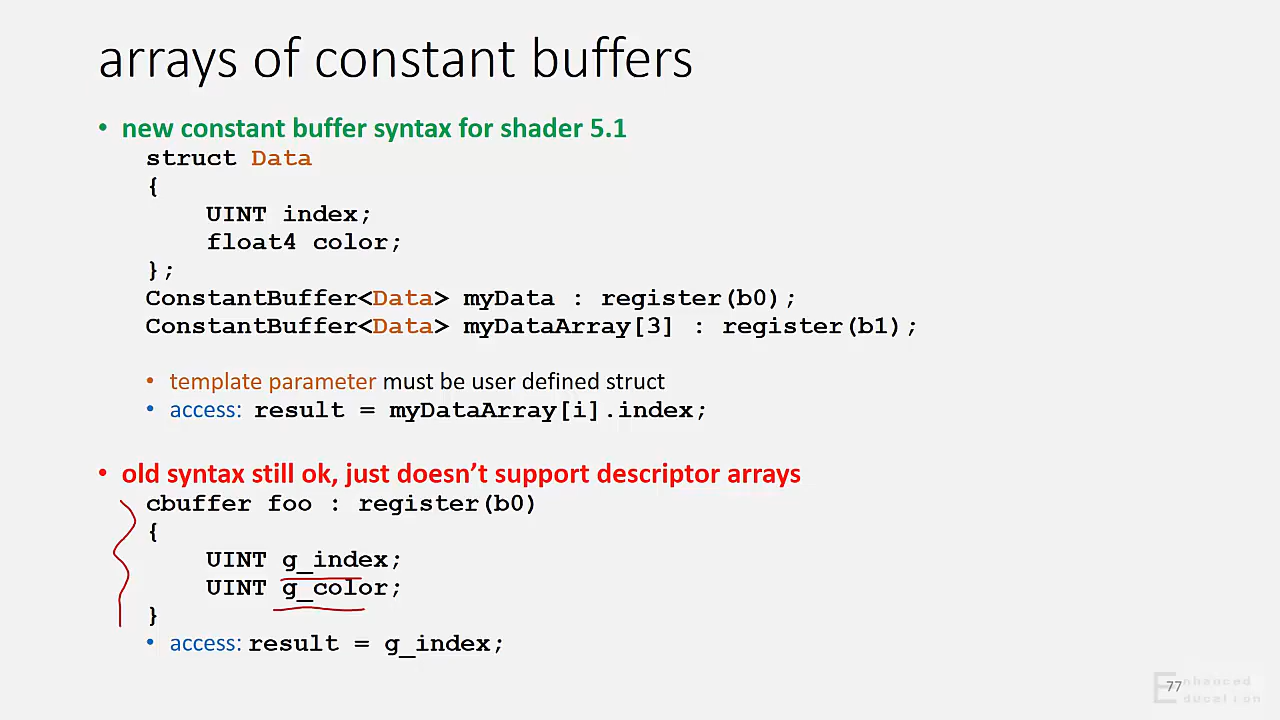 arrays of constant buffers
• new constant buffer syntax for shader 5.1
struct Data
{
UINT index;
float4 color;
};
ConstantBuffer<Data> myData : register(b0);
ConstantBuffer<Data> myDataArray[3] : register(b1);
• template parameter must be user defined struct
• access: result = myDataArray[i].index;
• old syntax still ok, just doesn't support descriptor arrays
cbuffer foo : register(b0)
{
UINT g_index;
UINT g_color;
}
• access: result = g_index;
77
Enhauced
Education